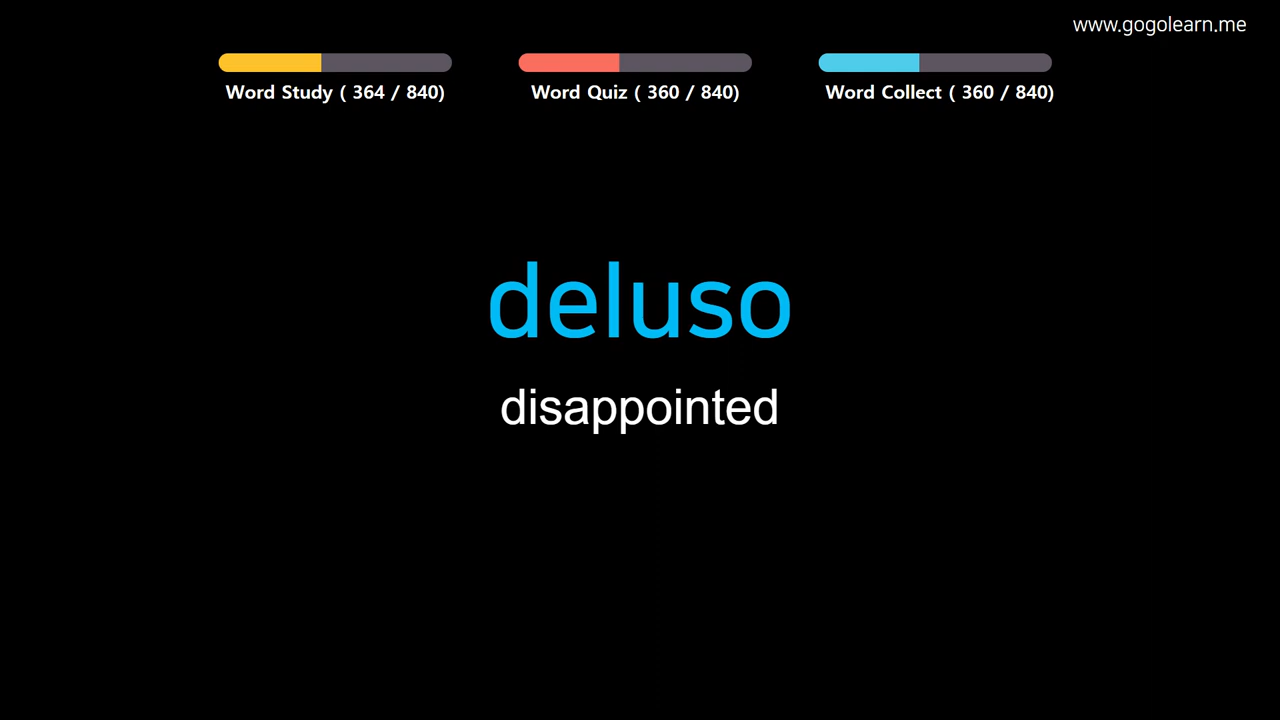 www.gogolearn.me
Word Study ( 364 / 840)
Word Quiz ( 360 / 840)
Word Collect ( 360 / 840)
deluso
disappointed